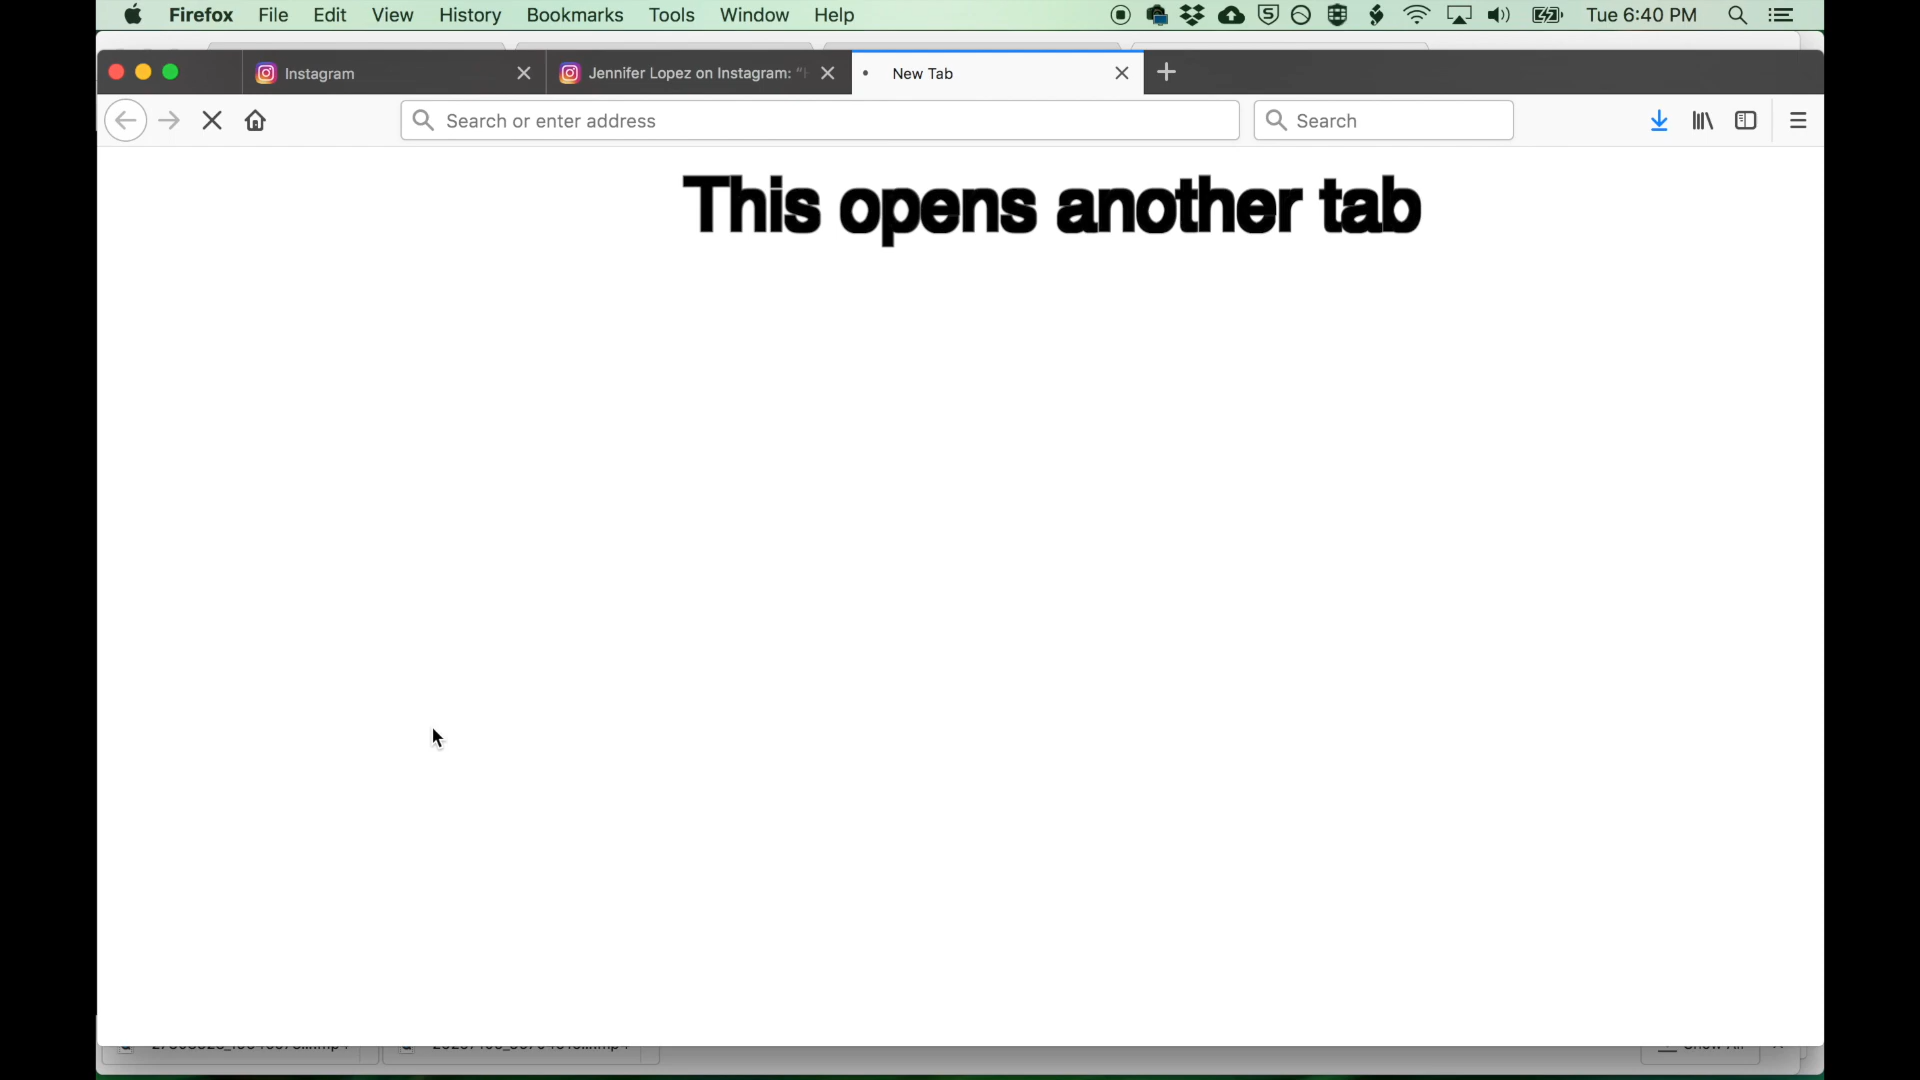 Firefox File Edit View History Bookmarks Tools Window Help Tue 6:40 PM
Instagram Jennifer Lopez on Instagram: “ New Tab
Search or enter address Search
This opens another tab